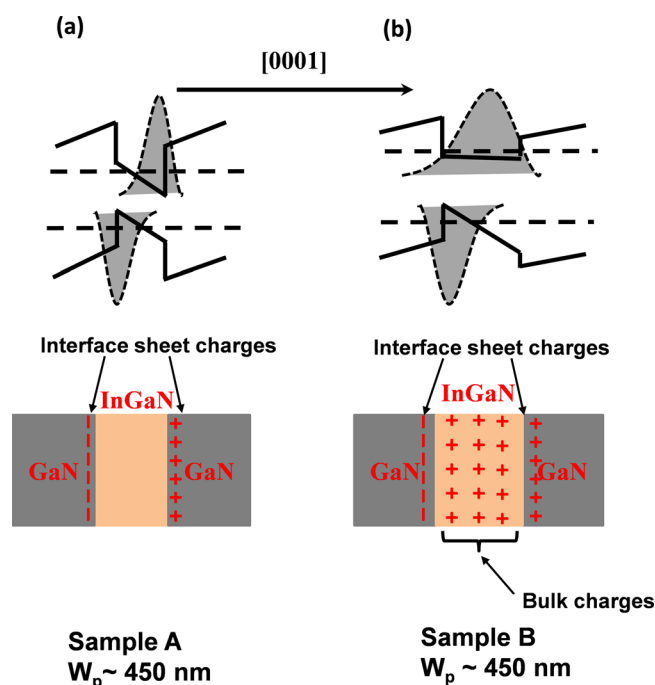 (a)
(b)
[0001]
Interface sheet charges
InGaN
GaN
GaN
Sample A
Wp~ 450 nm
Interface sheet charges
InGaN
GaN
GaN
Bulk charges
Sample B
Wp ~ 450 nm